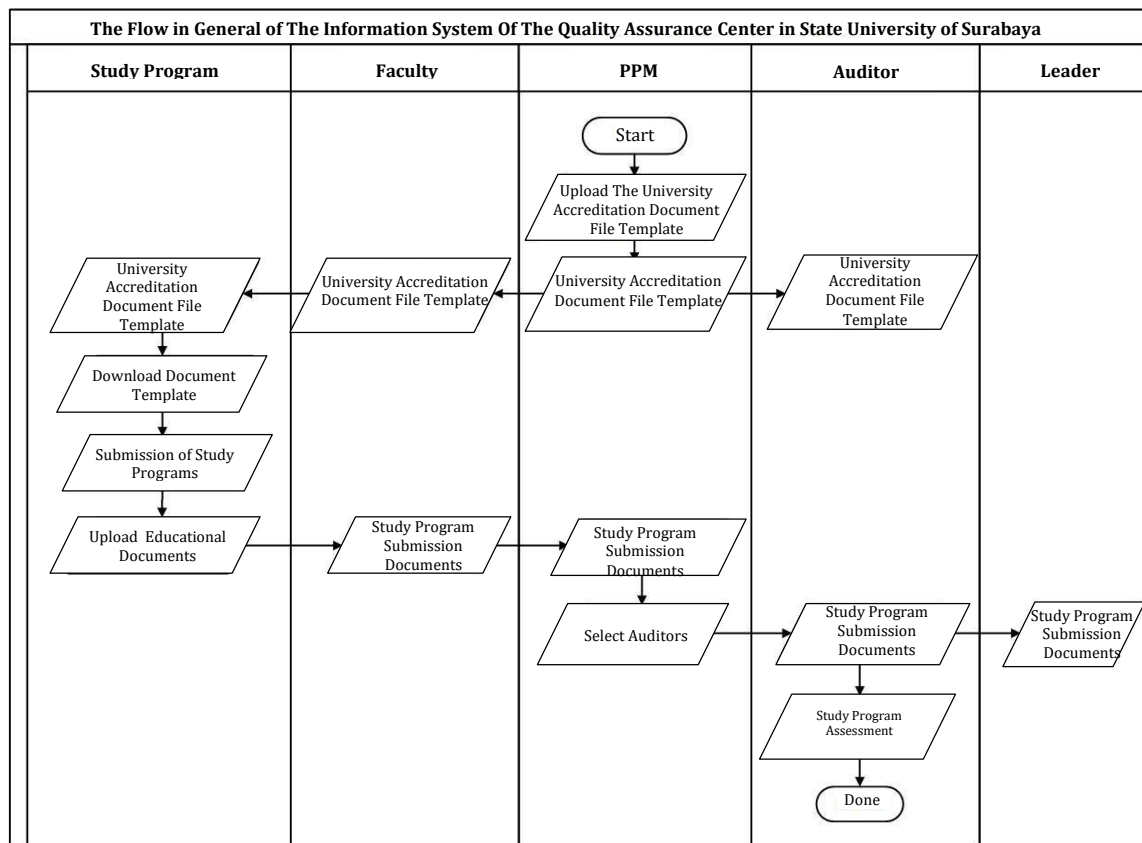 The Flow in General of The Information System Of The Quality Assurance Center in State University of Surabaya
Study Program
Faculty
PPM
Auditor
Leader
Start
Upload The University
Accreditation Document
File Template
University
Accreditation
Document File
Template
University Accreditation
Document File Template
University Accreditation
Document File Template
University
Accreditation
Document File
Template
Download Document
Template
Submission of Study
Programs
Upload Educational
Documents
Study Program
Submission
Documents
Study Program
Submission
Documents
Select Auditors
Study Program
Submission
Documents
Study Program
Submission
Documents
Study Program
Assessment
Done